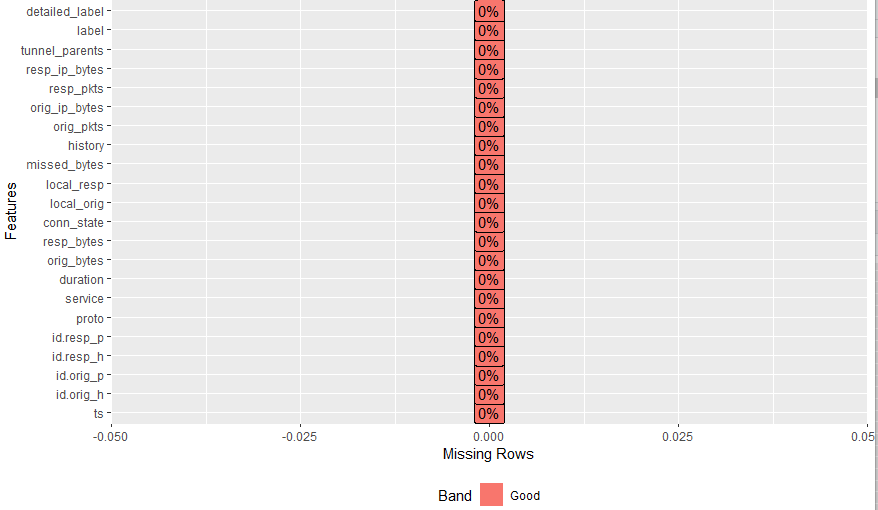 detailed_label 0%
label 0%
tunnel_parents 0%
resp_ip_bytes 0%
resp_pkts 0%
orig_ip_bytes 0%
orig_pkts 0%
history 0%
missed_bytes 0%
local_resp 0%
local_orig 0%
conn_state 0%
resp_bytes 0%
orig_bytes 0%
duration 0%
service 0%
proto 0%
id.resp_p 0%
id.resp_h 0%
id.orig_p 0%
id.orig_h 0%
ts 0%
Features
-0.050 -0.025 0.000 0.025 0.05
Missing Rows
Band Good